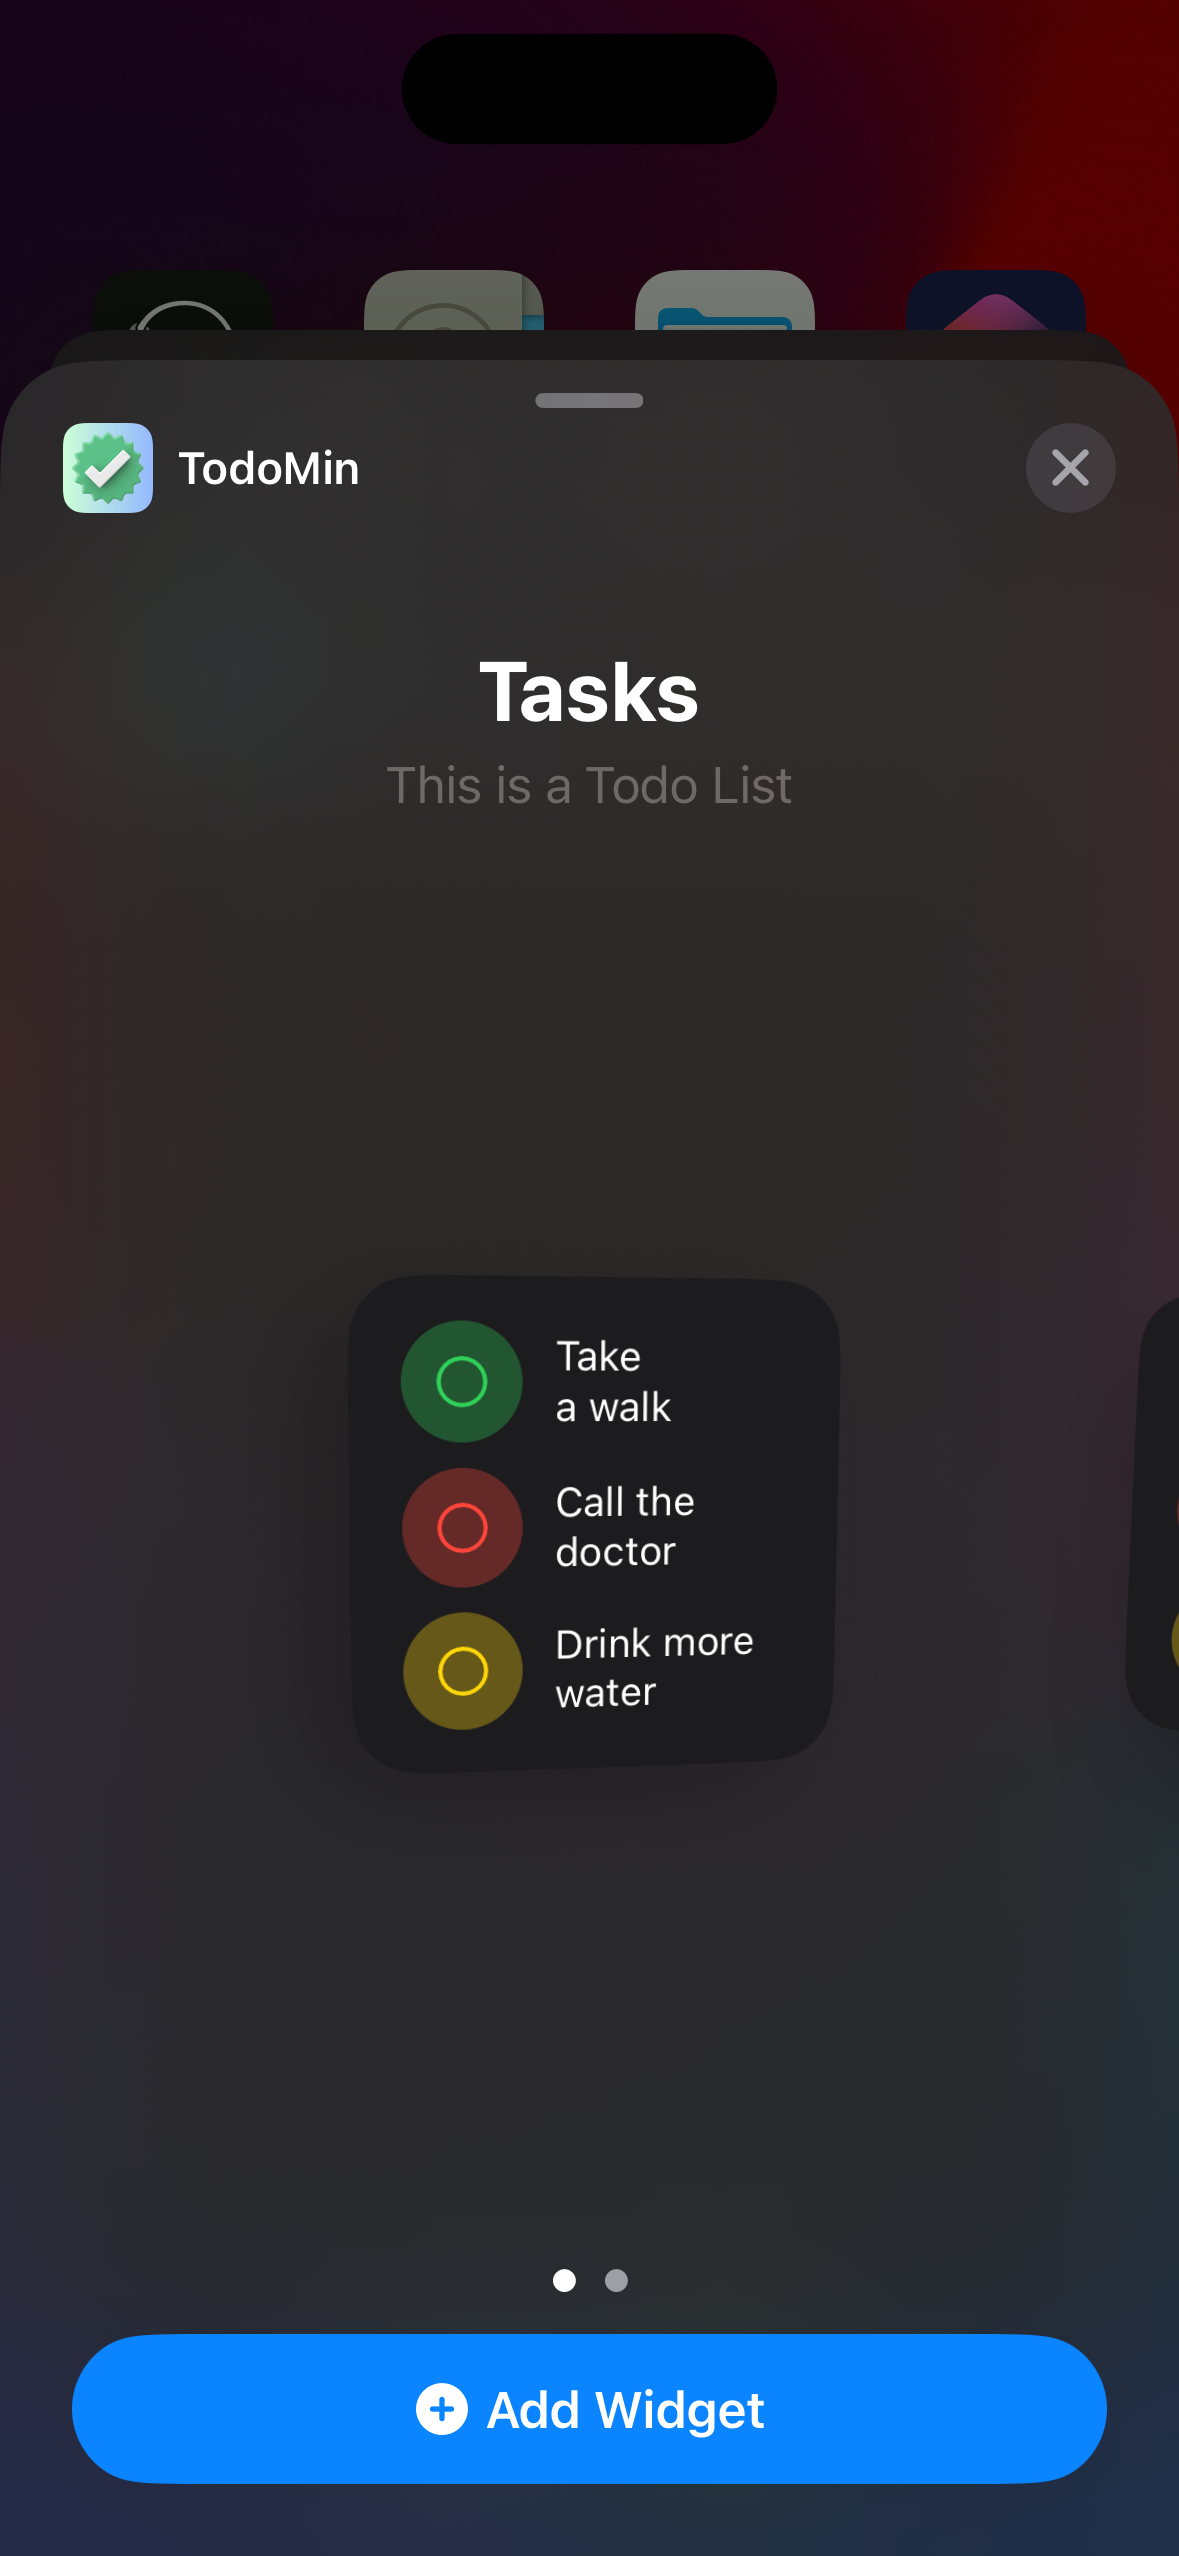 TodoMin
Tasks
This is a Todo List
Take
a walk
Call the
doctor
Drink more
water
Add Widget